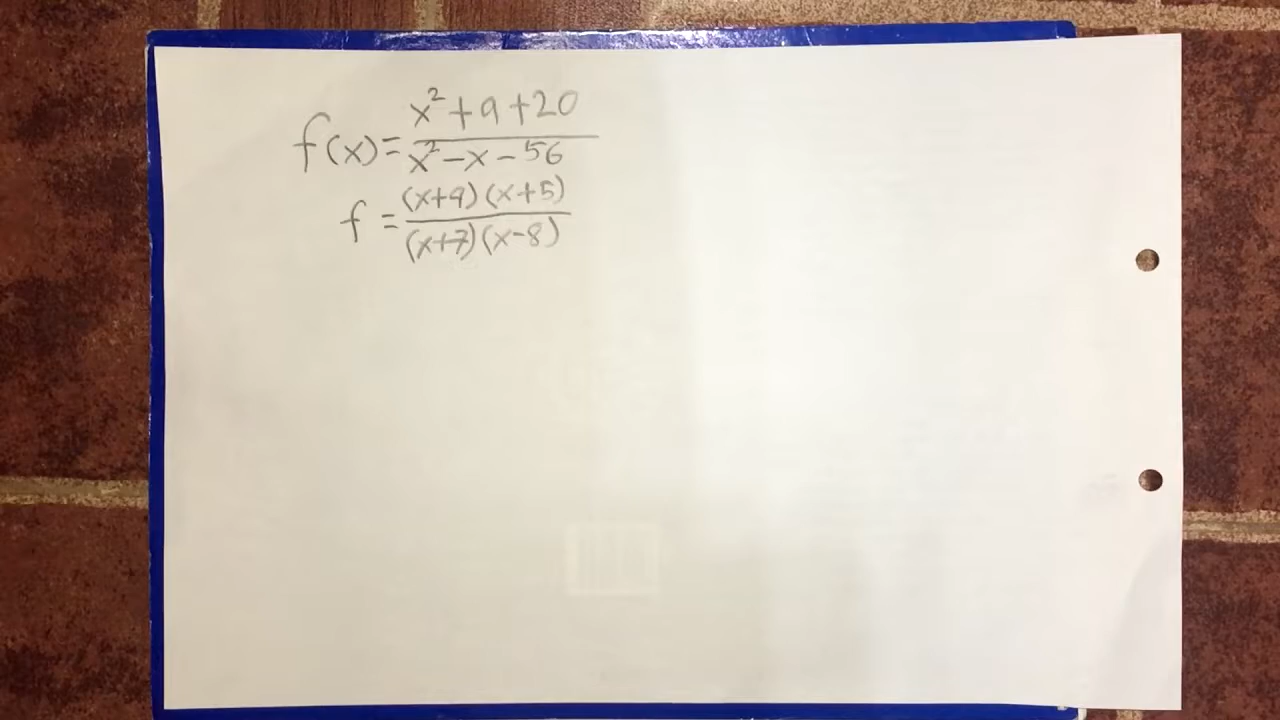 f(x) = (x² + 9 + 20)/(x² - x - 56)
f = ((x+9)(x+5))/((x+7)(x-8))